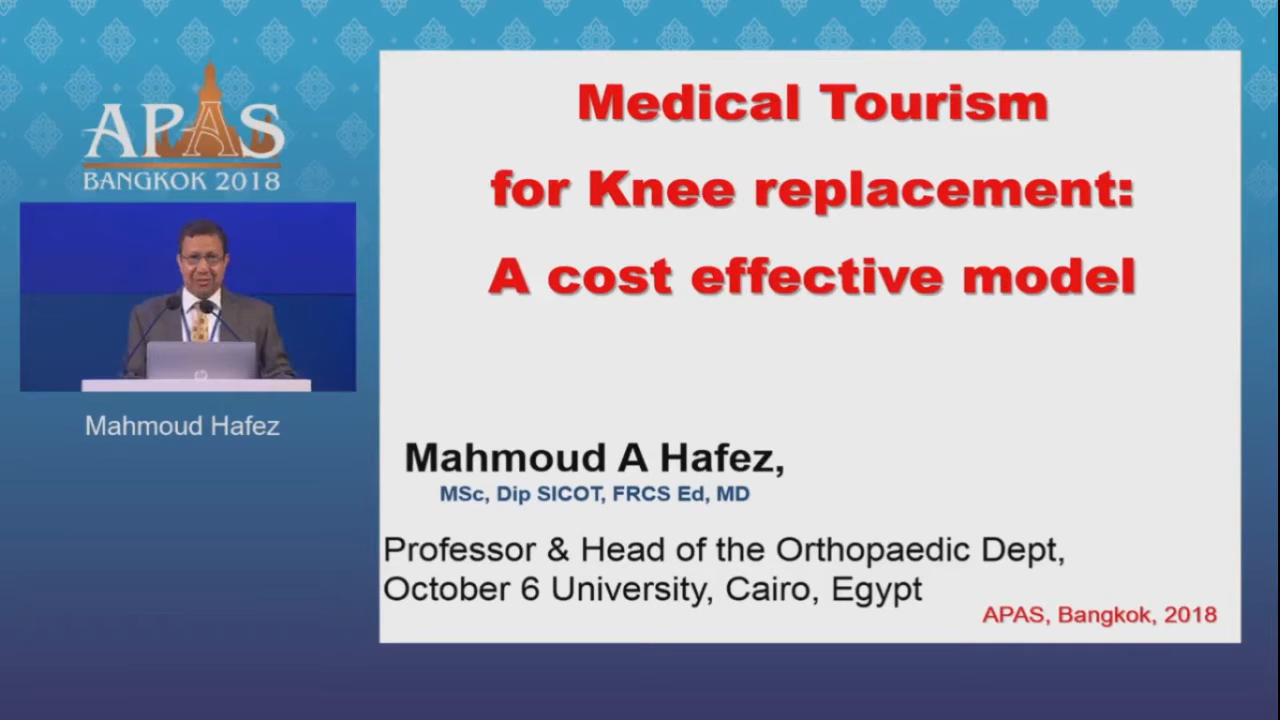 APAS
BANGKOK 2018
Mahmoud Hafez
Medical Tourism
for Knee replacement:
A cost effective model
Mahmoud A Hafez,
MSc, Dip SICOT, FRCS Ed, MD
Professor & Head of the Orthopaedic Dept,
October 6 University, Cairo, Egypt
APAS, Bangkok, 2018